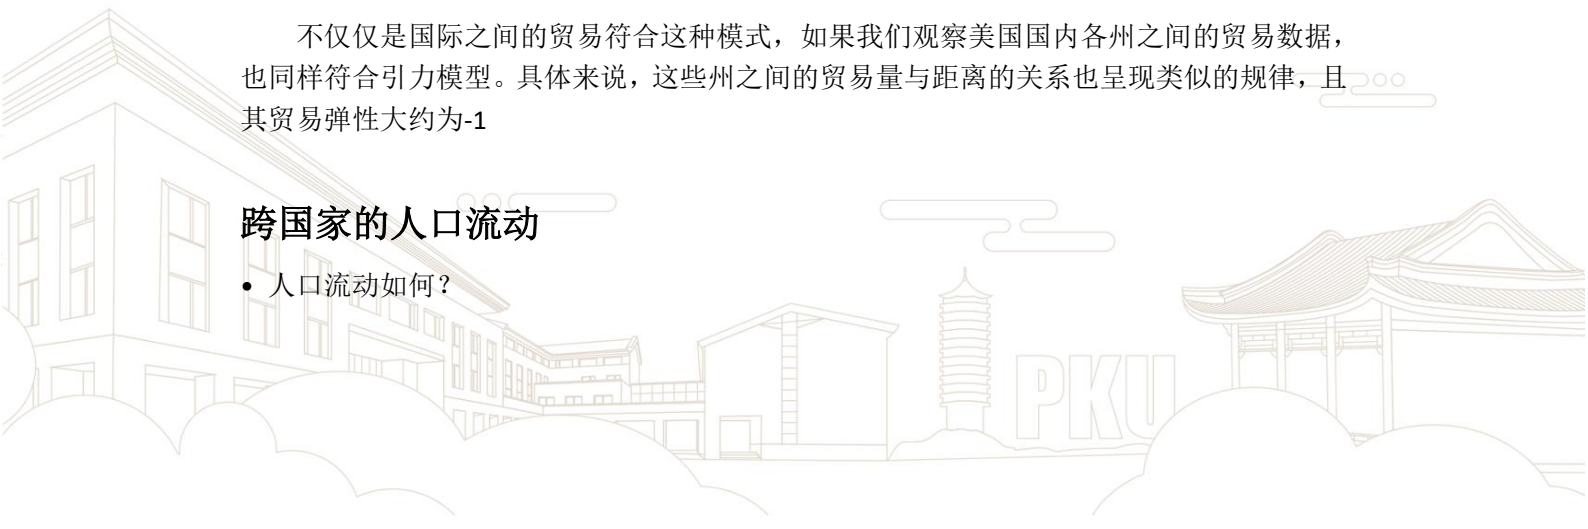 不仅仅是国际之间的贸易符合这种模式，如果我们观察美国国内各州之间的贸易数据，
也同样符合引力模型。具体来说，这些州之间的贸易量与距离的关系也呈现类似的规律，且
其贸易弹性大约为-1
跨国家的人口流动
• 人口流动如何？
PKU